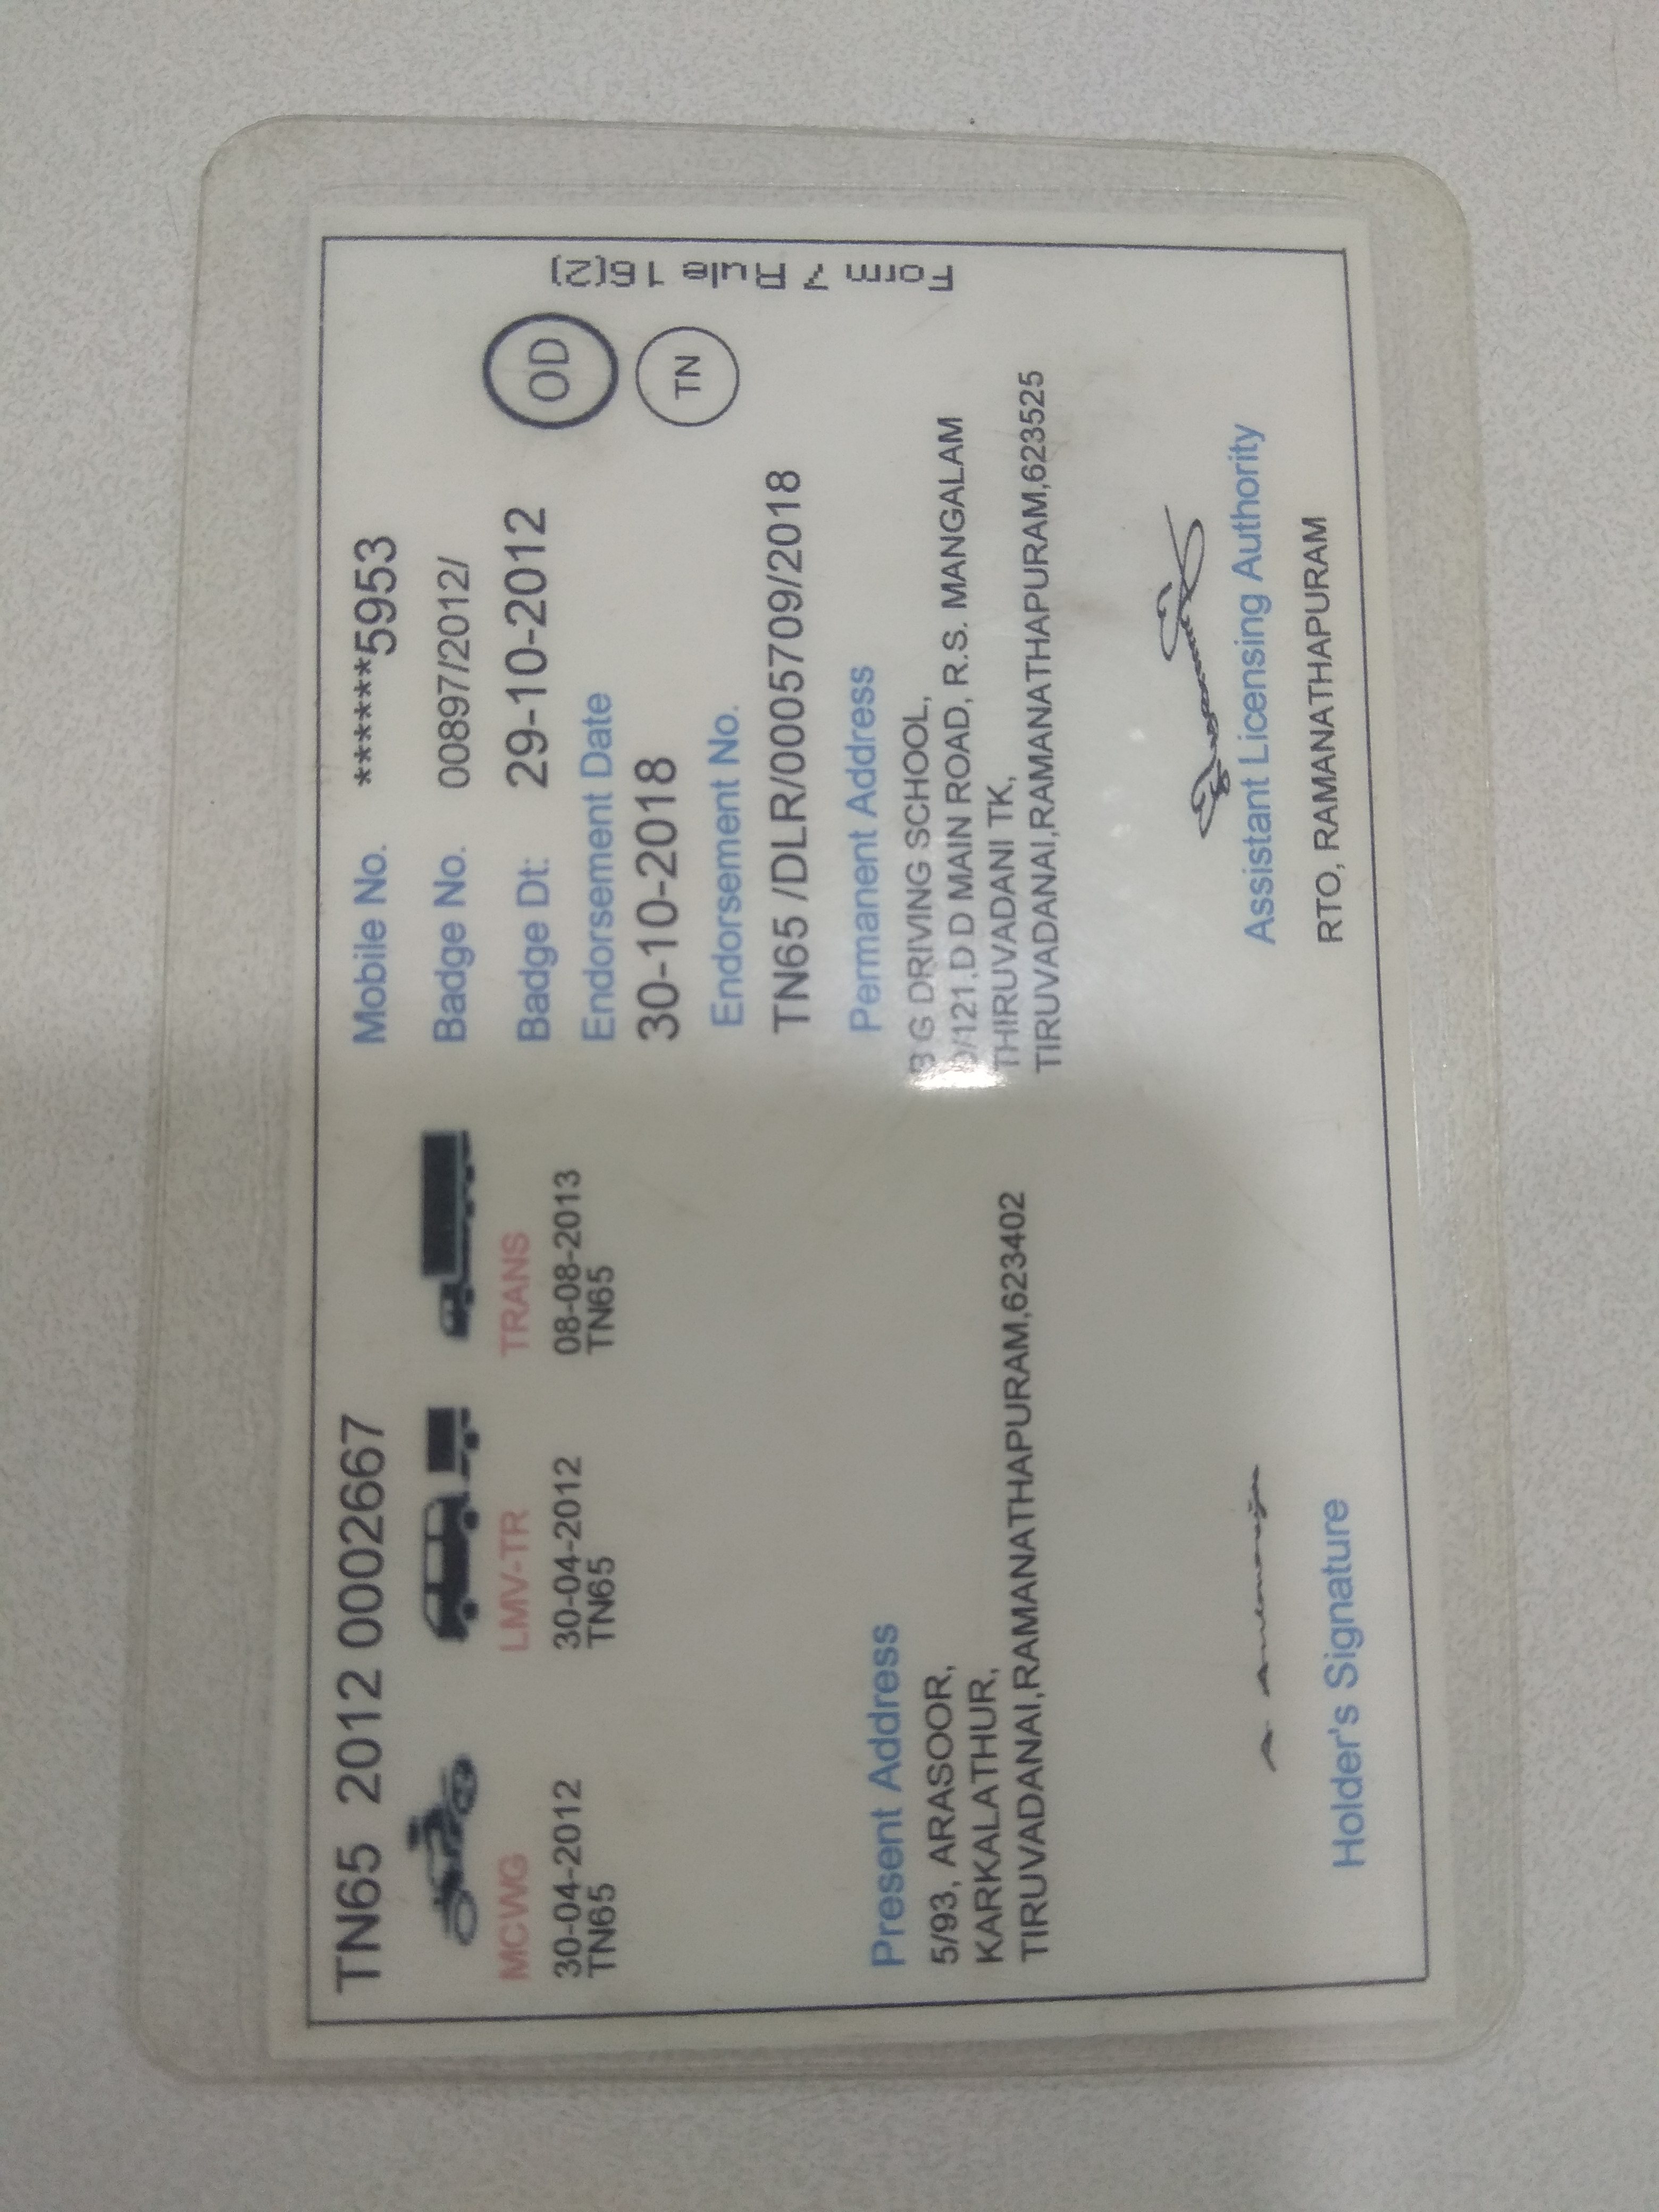 TN65 2012 0002667
MCWG
30-04-2012
TN65
LMV-TR
30-04-2012
TN65
TRANS
08-08-2013
TN65
Mobile No. ******5953
Badge No. 00897/2012/
Badge Dt: 29-10-2012
Endorsement Date
30-10-2018
Endorsement No.
TN65 /DLR/0005709/2018
OD
TN
Form 7 Rule 16(2)
Present Address
5/93, ARASOOR,
KARKALATHUR,
TIRUVADANAI,RAMANATHAPURAM,623402
Permanent Address
G DRIVING SCHOOL,
D D MAIN ROAD, R.S. MANGALAM
THIRUVADANI TK,
TIRUVADANAI,RAMANATHAPURAM,623525
Holder's Signature
Assistant Licensing Authority
RTO, RAMANATHAPURAM